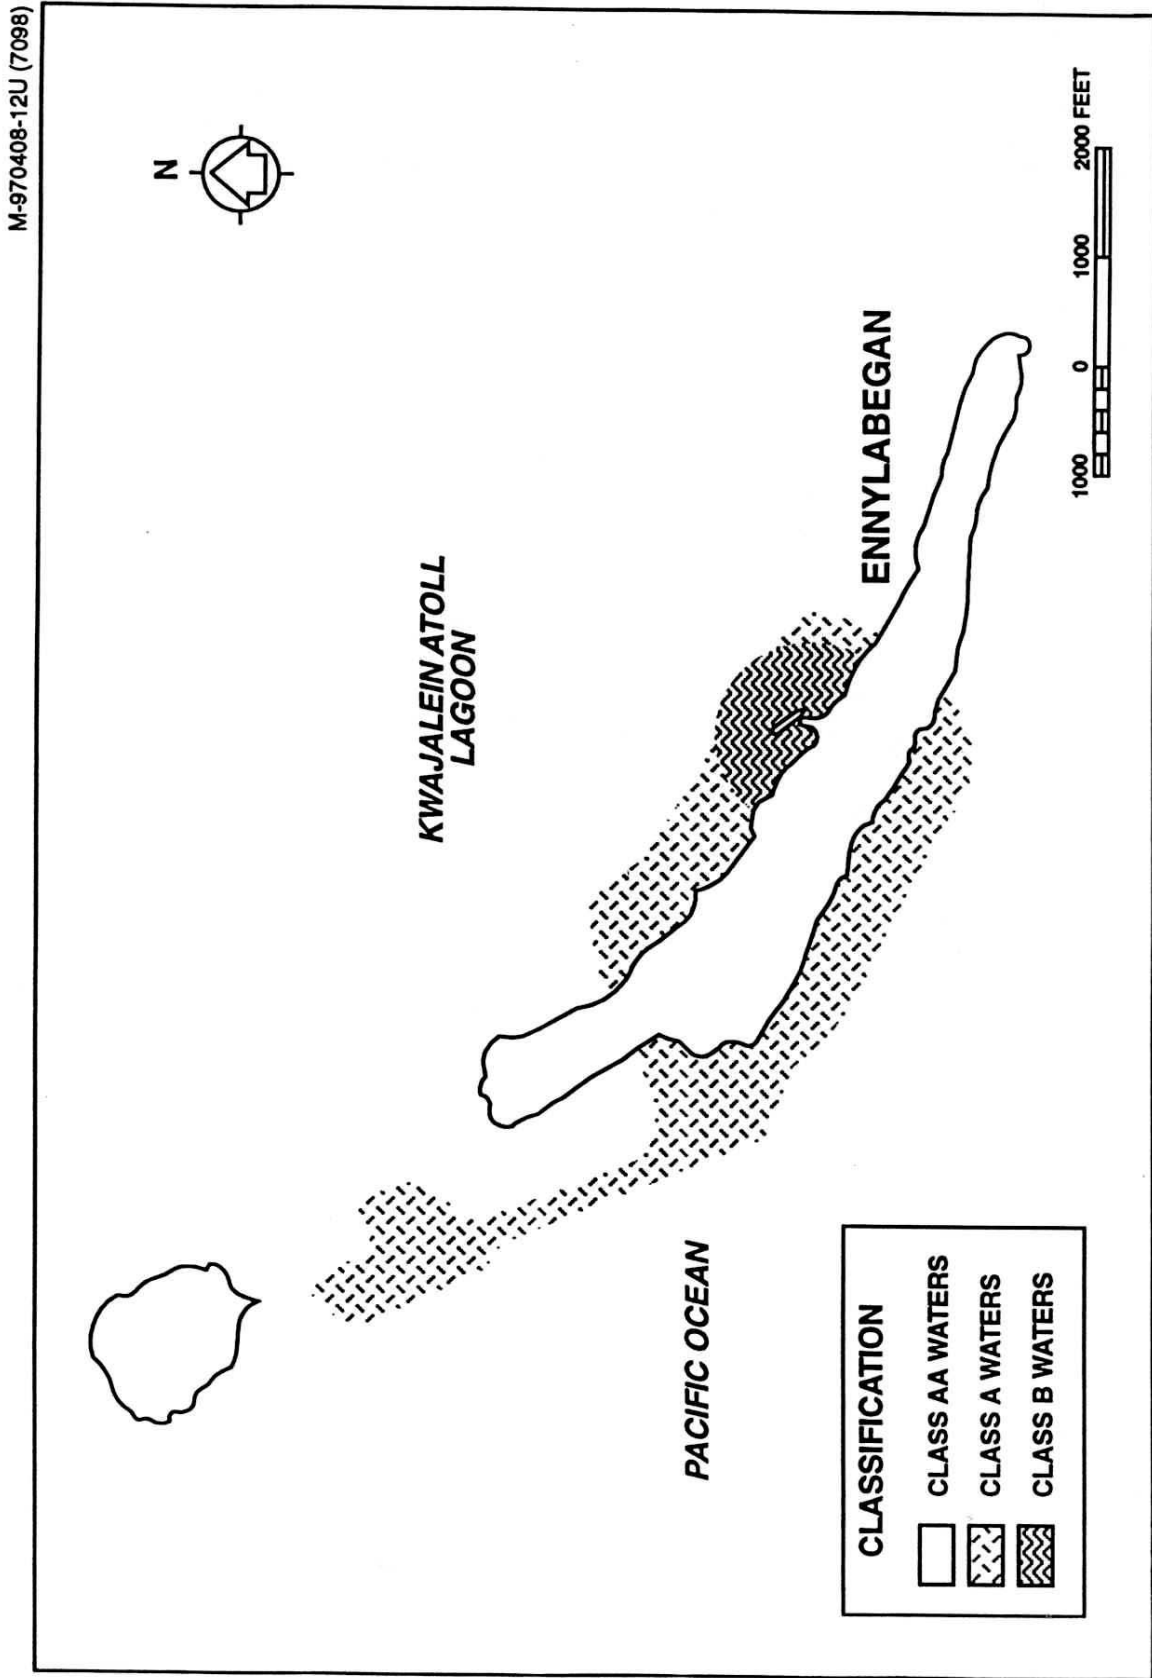 M-970408-12U (7098)
N
KWAJALEIN ATOLL
LAGOON
ENNYLABEGAN
PACIFIC OCEAN
CLASSIFICATION
CLASS AA WATERS
CLASS A WATERS
CLASS B WATERS
1000 0 1000 2000 FEET